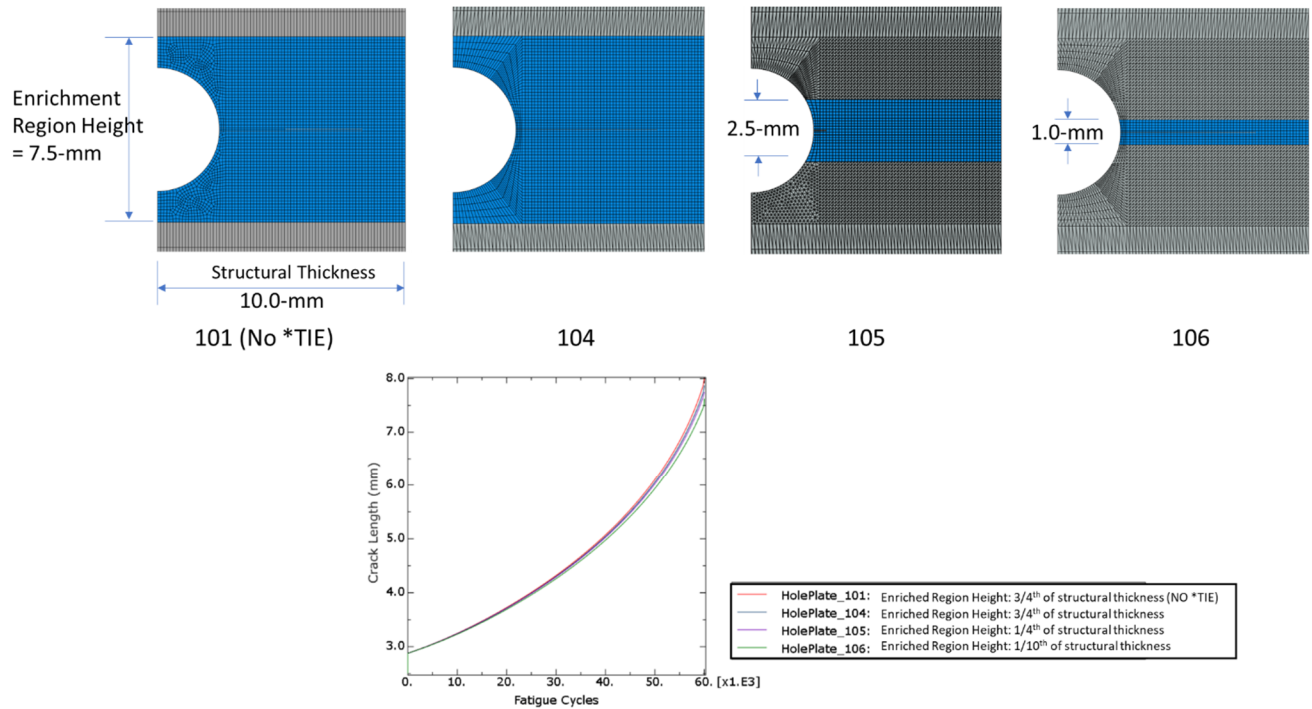 Enrichment
Region Height
= 7.5-mm
2.5-mm
1.0-mm
Structural Thickness
10.0-mm
101 (No *TIE)
104
105
106
8.0
7.0
6.0
5.0
4.0
3.0
Crack Length (mm)
0. 10. 20. 30. 40. 50. 60. [x1.E3]
Fatigue Cycles
HolePlate_101: Enriched Region Height: 3/4th of structural thickness (NO *TIE)
HolePlate_104: Enriched Region Height: 3/4th of structural thickness
HolePlate_105: Enriched Region Height: 1/4th of structural thickness
HolePlate_106: Enriched Region Height: 1/10th of structural thickness